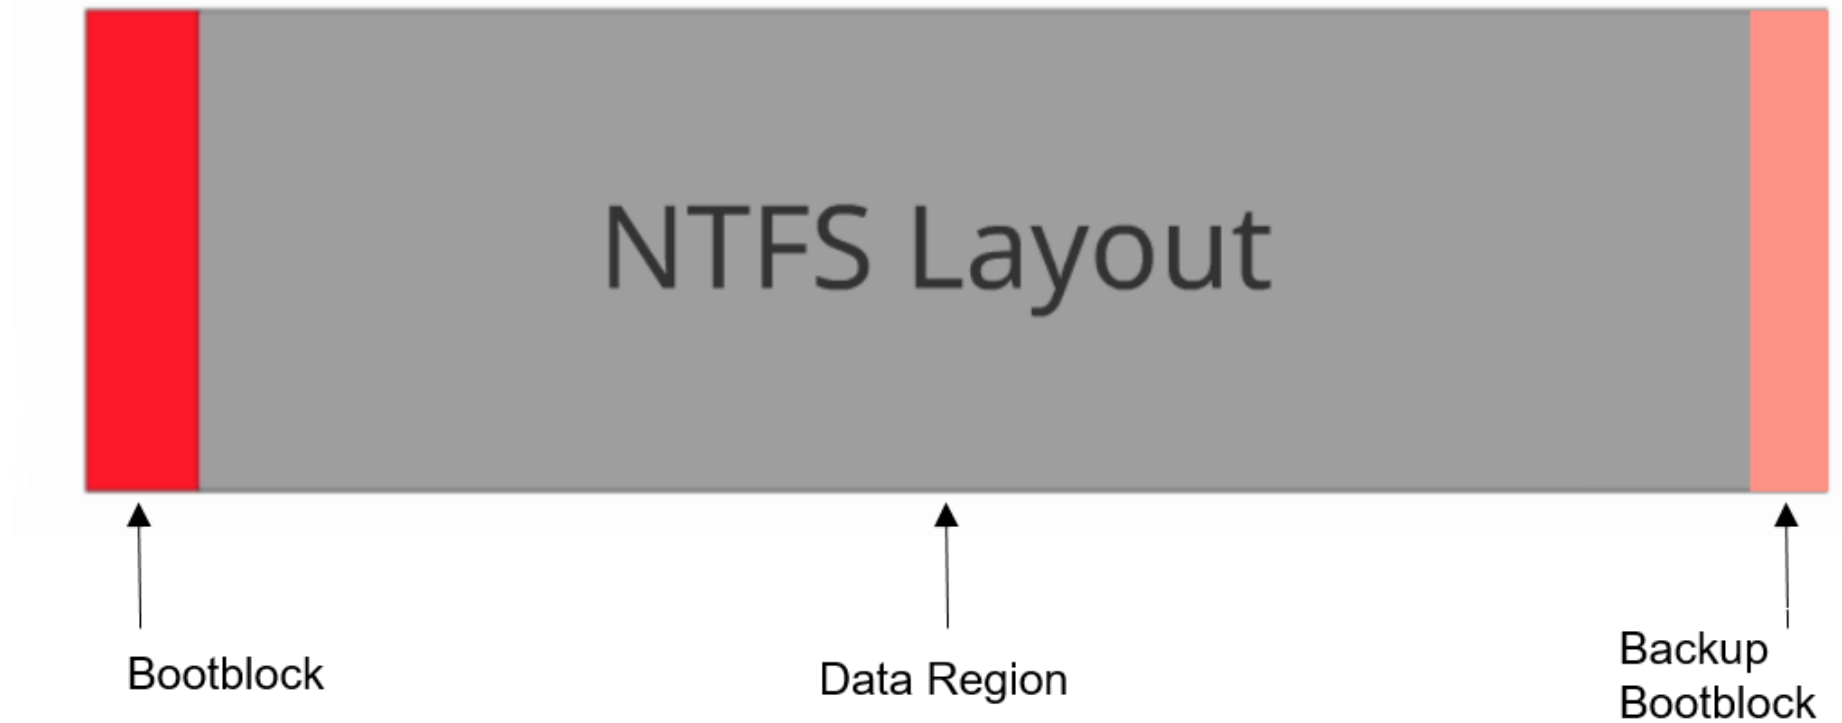 NTFS Layout
Bootblock
Data Region
Backup
Bootblock